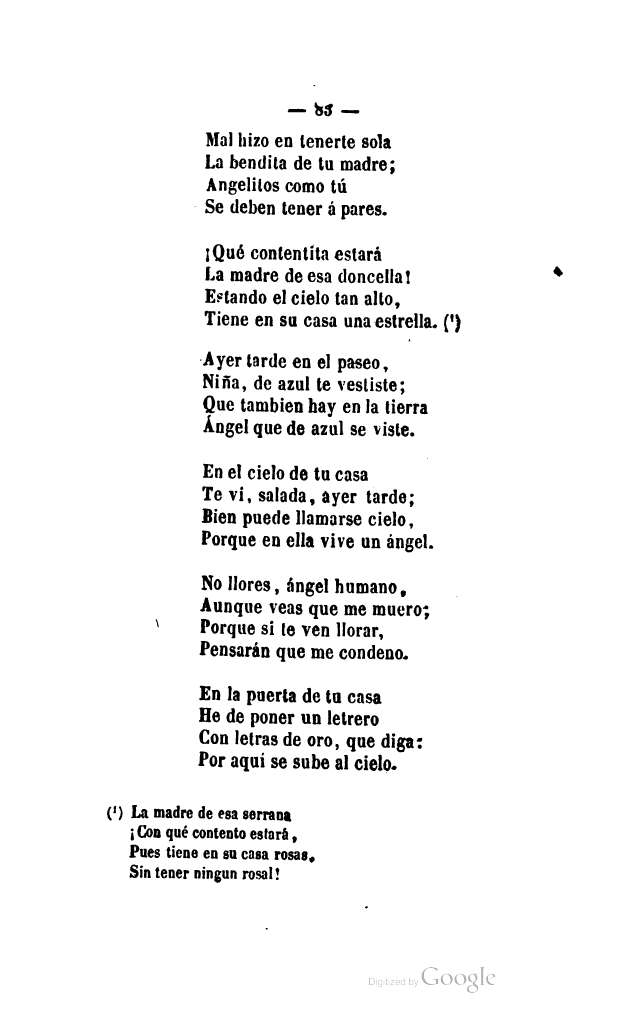 — 83 —
Mal hizo en tenerte sola
La bendita de tu madre;
Angelitos como tú
Se deben tener á pares.
¡Qué contentita estará
La madre de esa doncella!
Estando el cielo tan alto,
Tiene en su casa una estrella. (¹)
Ayer tarde en el paseo,
Niña, de azul te vestiste;
Que tambien hay en la tierra
Ángel que de azul se viste.
En el cielo de tu casa
Te vi, salada, ayer tarde;
Bien puede llamarse cielo,
Porque en ella vive un ángel.
No llores, ángel humano,
Aunque veas que me muero;
Porque si te ven llorar,
Pensarán que me condeno.
En la puerta de tu casa
He de poner un letrero
Con letras de oro, que diga:
Por aquí se sube al cielo.
(¹) La madre de esa serrana
¡Con qué contento estará,
Pues tiene en su casa rosas,
Sin tener ningun rosal!
Digitized by Google